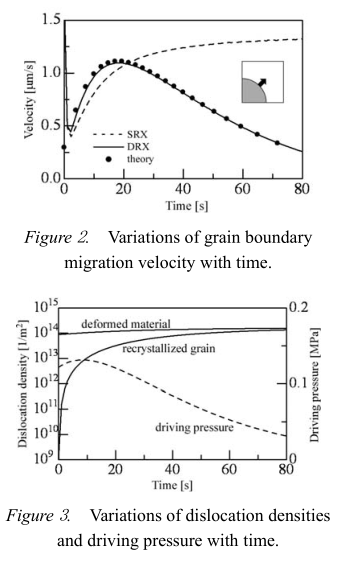 1.5
1.0
0.5
0.0
Velocity [μm/s]
SRX
DRX
theory
0 20 40 60 80
Time [s]
Figure 2. Variations of grain boundary
migration velocity with time.
10^15
10^14
10^13
10^12
10^11
10^10
10^9
Dislocation density [1/m^2]
deformed material
recrystallized grain
driving pressure
0.2
0.1
0
Driving pressure [MPa]
0 20 40 60 80
Time [s]
Figure 3. Variations of dislocation densities
and driving pressure with time.